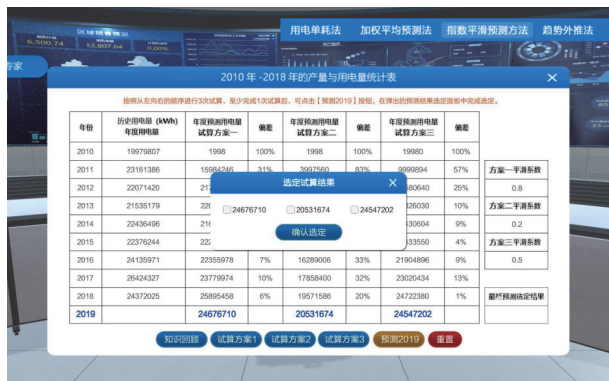 用电单耗法 加权平均预测法 指数平滑预测方法 趋势外推法
区域销售情况
6,500.74 13,807.64 0.00%
专家
2010 年 -2018 年的产量与用电量统计表 ×
按照从左向右的顺序进行3次试算，至少完成1次试算后，可点击【预测2019】按钮，在弹出的预测结果选定面板中完成选定。
年份 历史用电量 (kWh) 年度用电量 年度预测用电量 试算方案一 偏差 年度预测用电量 试算方案二 偏差 年度预测用电量 试算方案三 偏差
2010 19979807 1998 100% 1998 100% 19980 100%
2011 23161386 15984246 31% 3997560 83% 9999894 57% 方案一平滑系数
2012 22071420 25% 0.8
2013 21535179 10% 方案二平滑系数
2014 22436496 9% 0.2
2015 22376244 4% 方案三平滑系数
2016 24135971 22355978 7% 16289006 33% 21904896 9% 0.5
2017 26424327 23779974 10% 17858400 32% 23020434 13%
2018 24372025 25895458 6% 19571586 20% 24722380 1% 最终预测选定结果
2019 24676710 20531674 24547202
选定试算结果 ×
24676710 20531674 24547202
确认选定
知识回顾 试算方案1 试算方案2 试算方案3 预测2019 重置